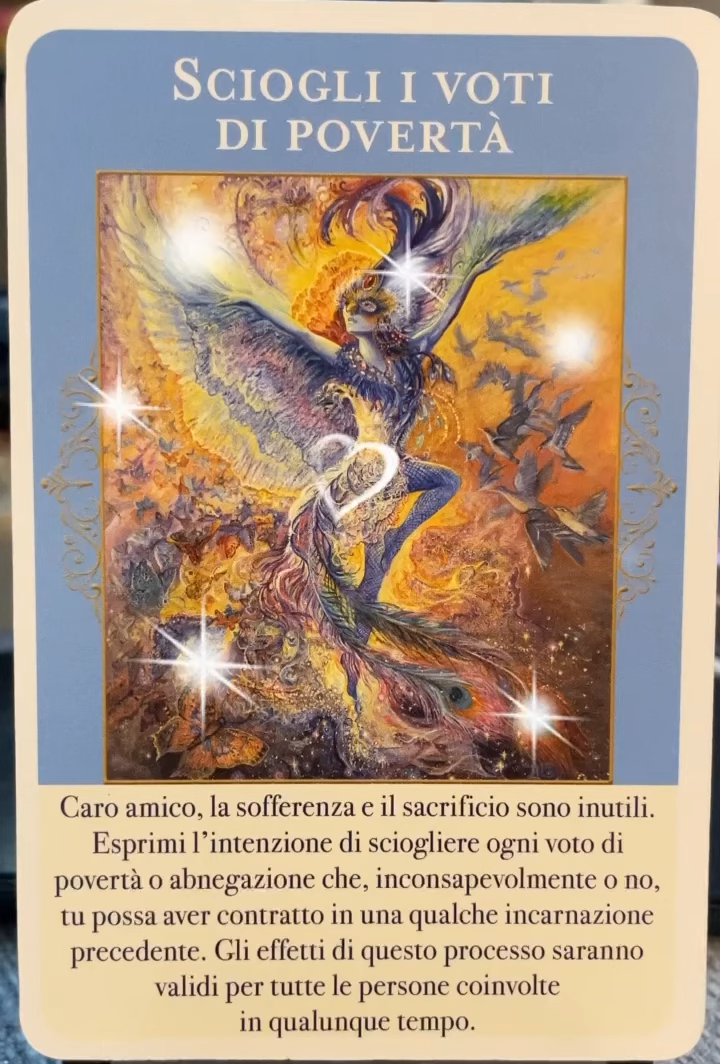 Sciogli i voti
di povertà
Caro amico, la sofferenza e il sacrificio sono inutili.
Esprimi l'intenzione di sciogliere ogni voto di
povertà o abnegazione che, inconsapevolmente o no,
tu possa aver contratto in una qualche incarnazione
precedente. Gli effetti di questo processo saranno
validi per tutte le persone coinvolte
in qualunque tempo.